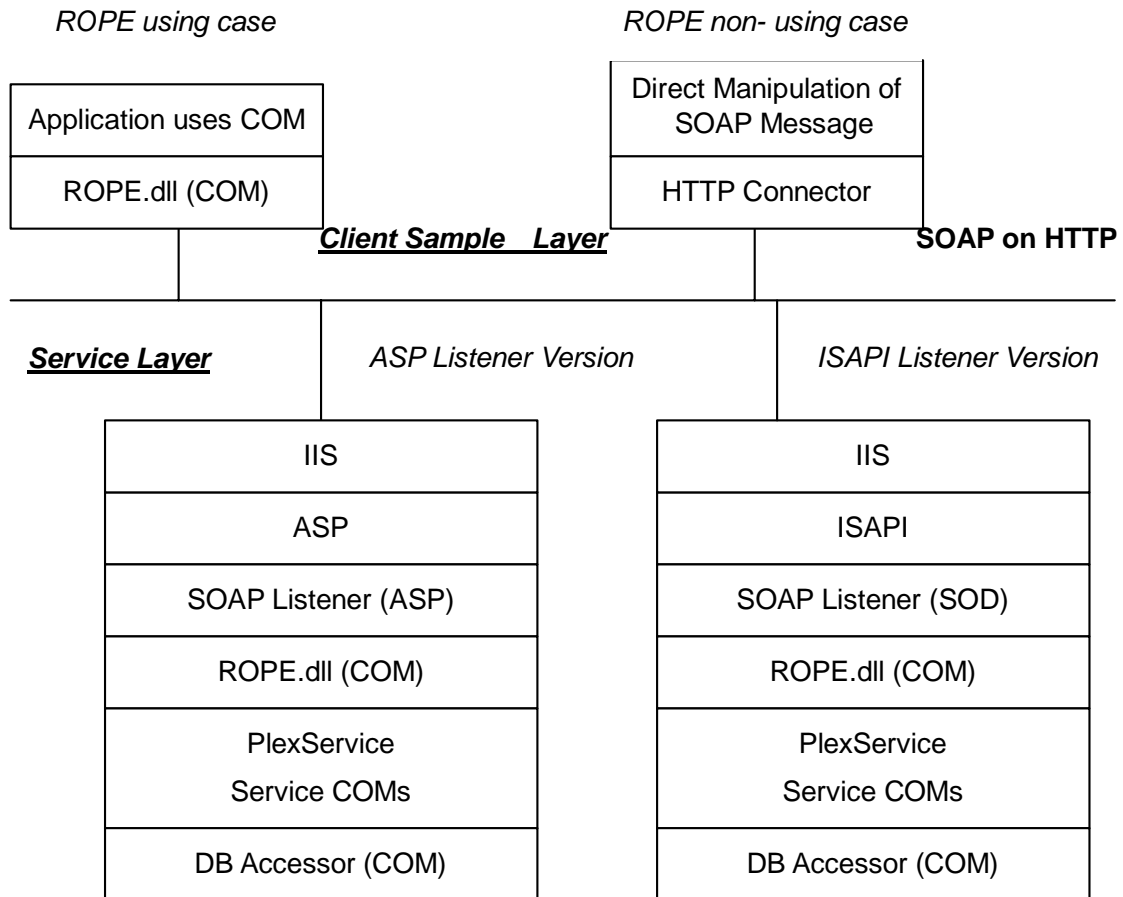 ROPE using case
ROPE non- using case
Application uses COM
ROPE.dll (COM)
Direct Manipulation of
SOAP Message
HTTP Connector
Client Sample Layer
SOAP on HTTP
Service Layer
ASP Listener Version
ISAPI Listener Version
IIS
ASP
SOAP Listener (ASP)
ROPE.dll (COM)
PlexService
Service COMs
DB Accessor (COM)
IIS
ISAPI
SOAP Listener (SOD)
ROPE.dll (COM)
PlexService
Service COMs
DB Accessor (COM)